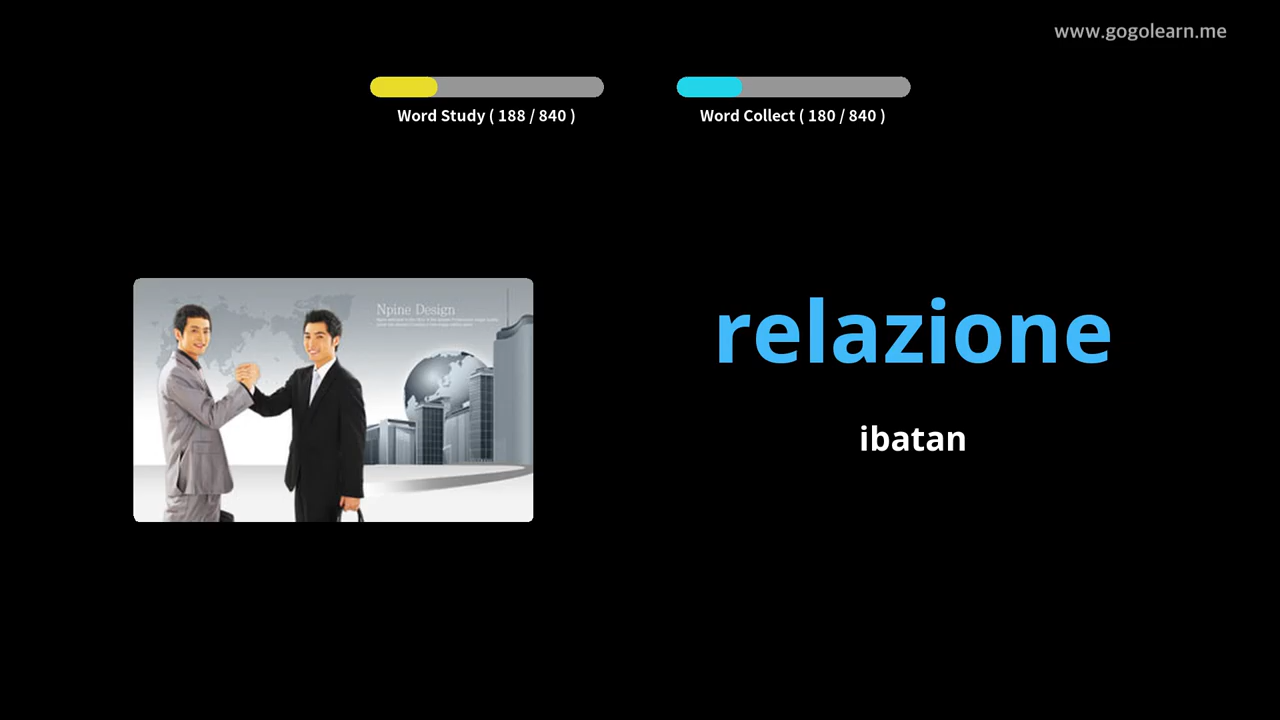 www.gogolearn.me
Word Study ( 188 / 840 )
Word Collect ( 180 / 840 )
Npine Design
relazione
ibatan